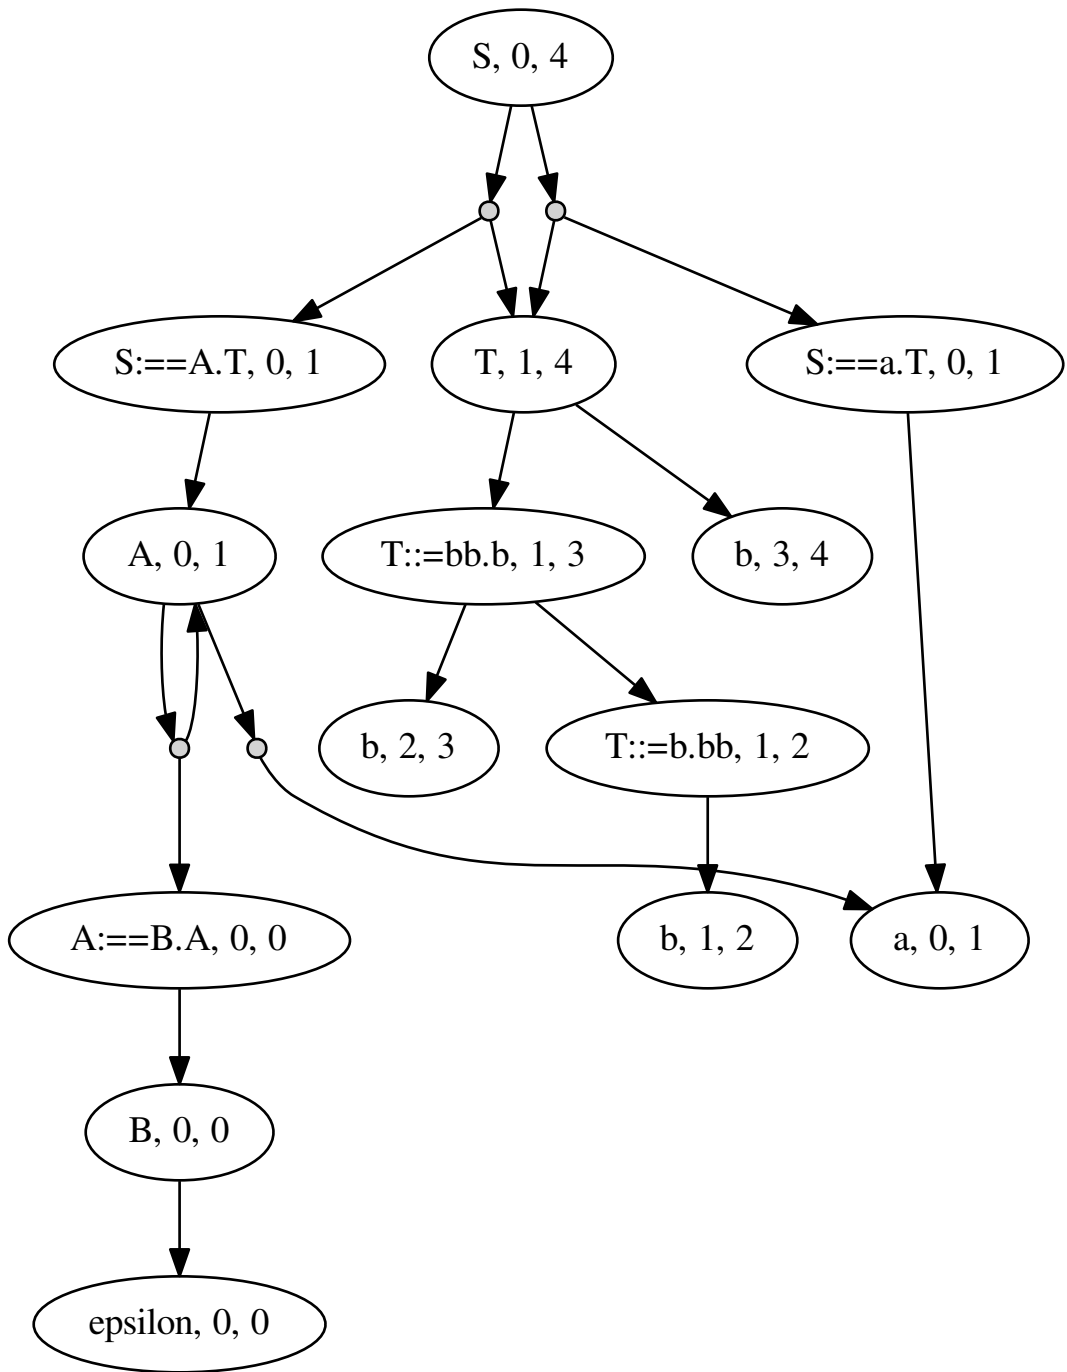 S, 0, 4
S:==A.T, 0, 1
T, 1, 4
S:==a.T, 0, 1
A, 0, 1
T::=bb.b, 1, 3
b, 3, 4
b, 2, 3
T::=b.bb, 1, 2
A:==B.A, 0, 0
b, 1, 2
a, 0, 1
B, 0, 0
epsilon, 0, 0